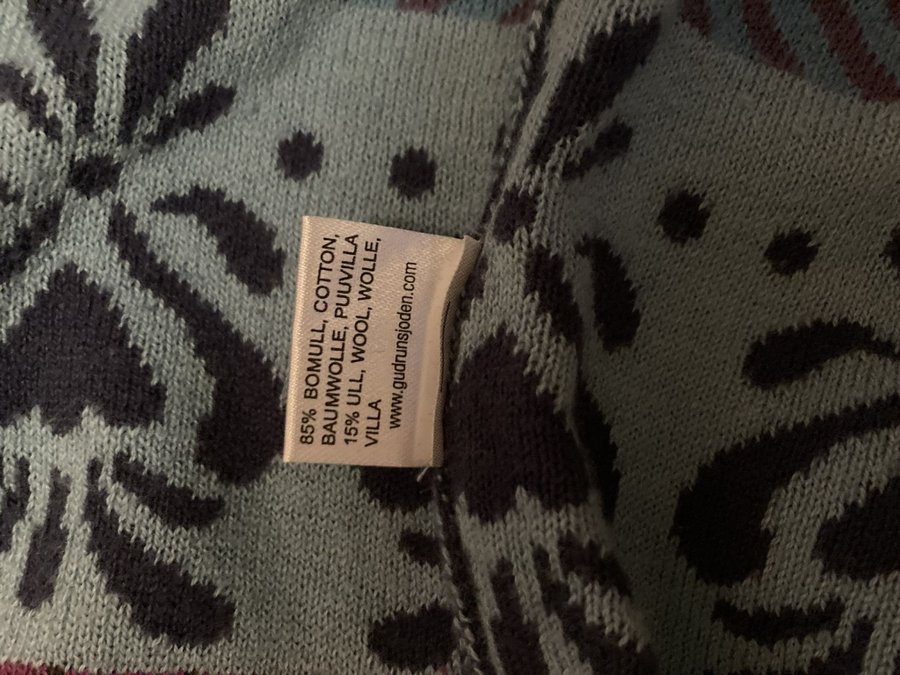 85% BOMULL, COTTON,
BAUMWOLLE, PUUVILLA
15% ULL, WOOL, WOLLE,
VILLA
www.gudrunsjoden.com